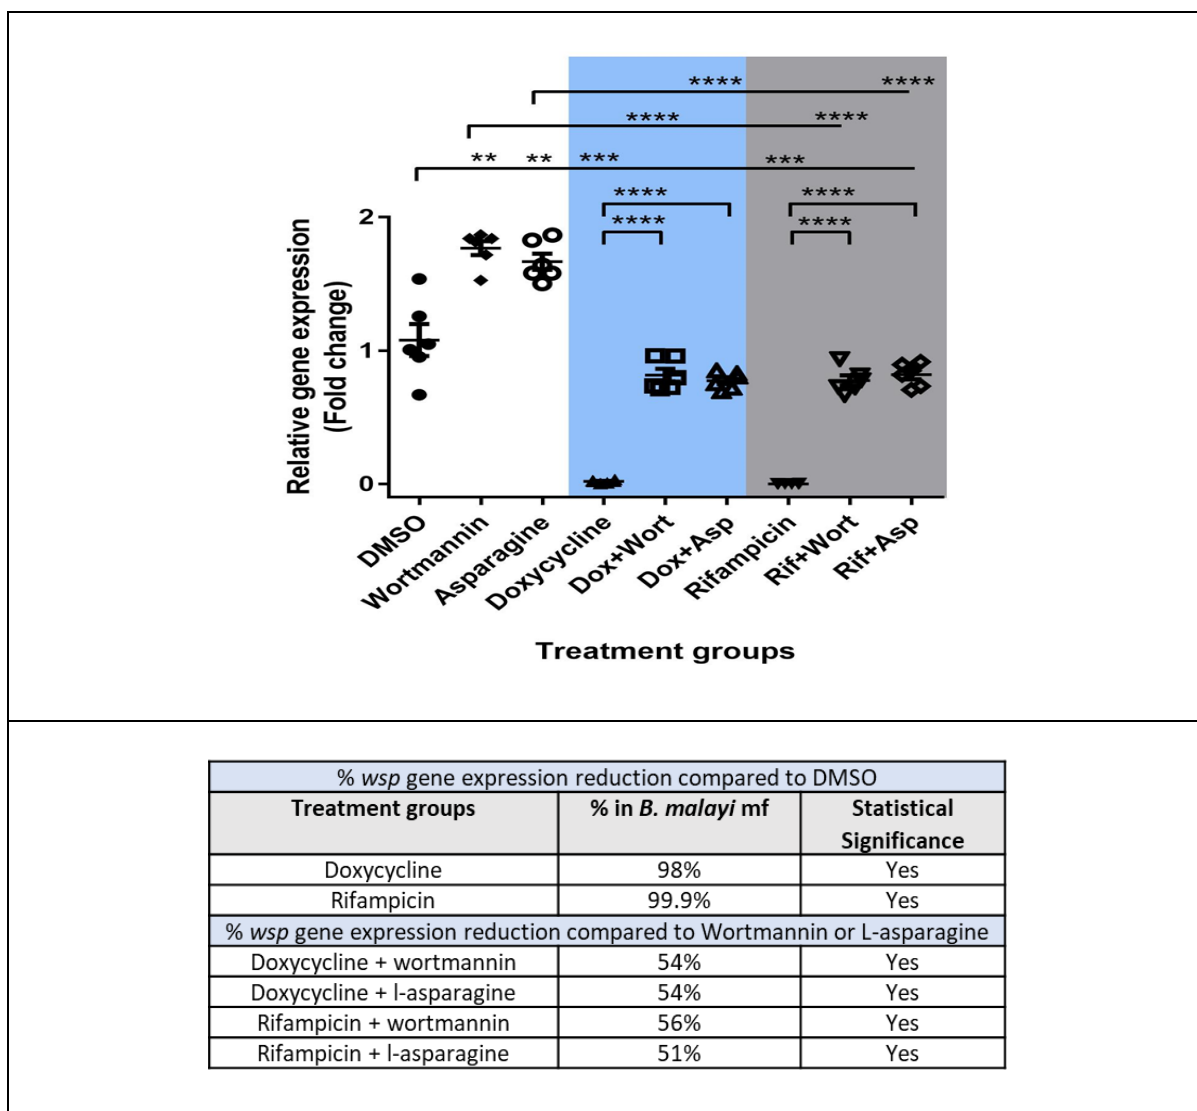 **** ****
**** ****
** ** *** ***
**** ****
**** ****
Relative gene expression
(Fold change)
2
1
0
DMSO
Wortmannin
Asparagine
Doxycycline
Dox+Wort
Dox+Asp
Rifampicin
Rif+Wort
Rif+Asp
Treatment groups
% wsp gene expression reduction compared to DMSO
Treatment groups % in B. malayi mf Statistical
Significance
Doxycycline 98% Yes
Rifampicin 99.9% Yes
% wsp gene expression reduction compared to Wortmannin or L-asparagine
Doxycycline + wortmannin 54% Yes
Doxycycline + l-asparagine 54% Yes
Rifampicin + wortmannin 56% Yes
Rifampicin + l-asparagine 51% Yes